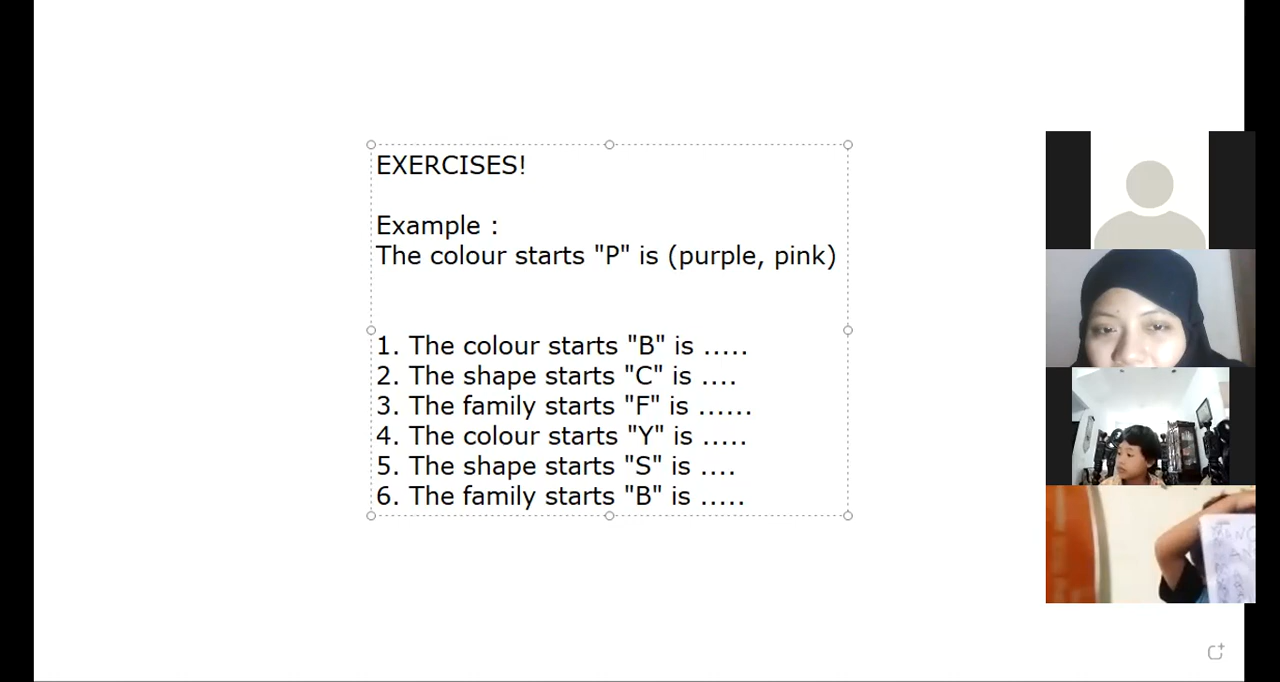 EXERCISES!
Example :
The colour starts "P" is (purple, pink)
1. The colour starts "B" is .....
2. The shape starts "C" is ....
3. The family starts "F" is ......
4. The colour starts "Y" is .....
5. The shape starts "S" is ....
6. The family starts "B" is .....